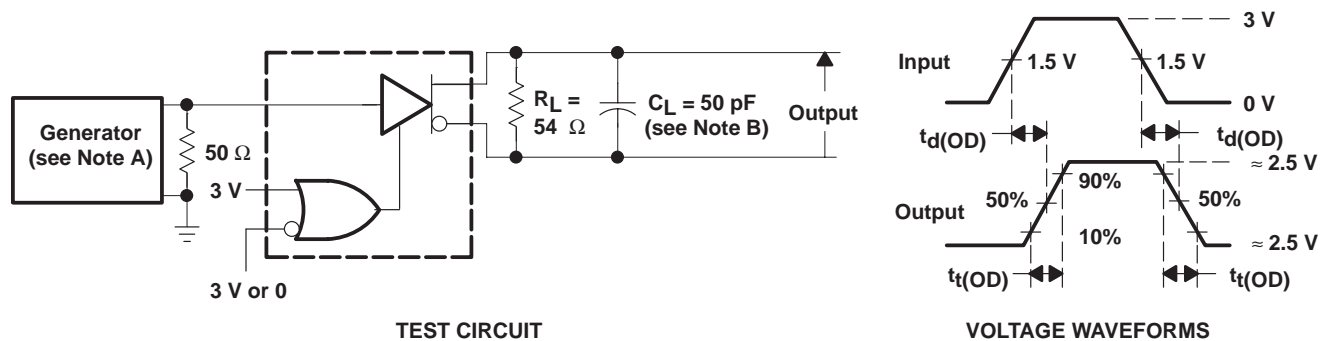 Generator
(see Note A)
50 Ω
3 V
3 V or 0
RL =
54 Ω
CL = 50 pF
(see Note B)
Output
TEST CIRCUIT
3 V
Input
1.5 V
1.5 V
0 V
td(OD)
td(OD)
≈ 2.5 V
90%
50%
50%
Output
10%
≈ 2.5 V
tt(OD)
tt(OD)
VOLTAGE WAVEFORMS